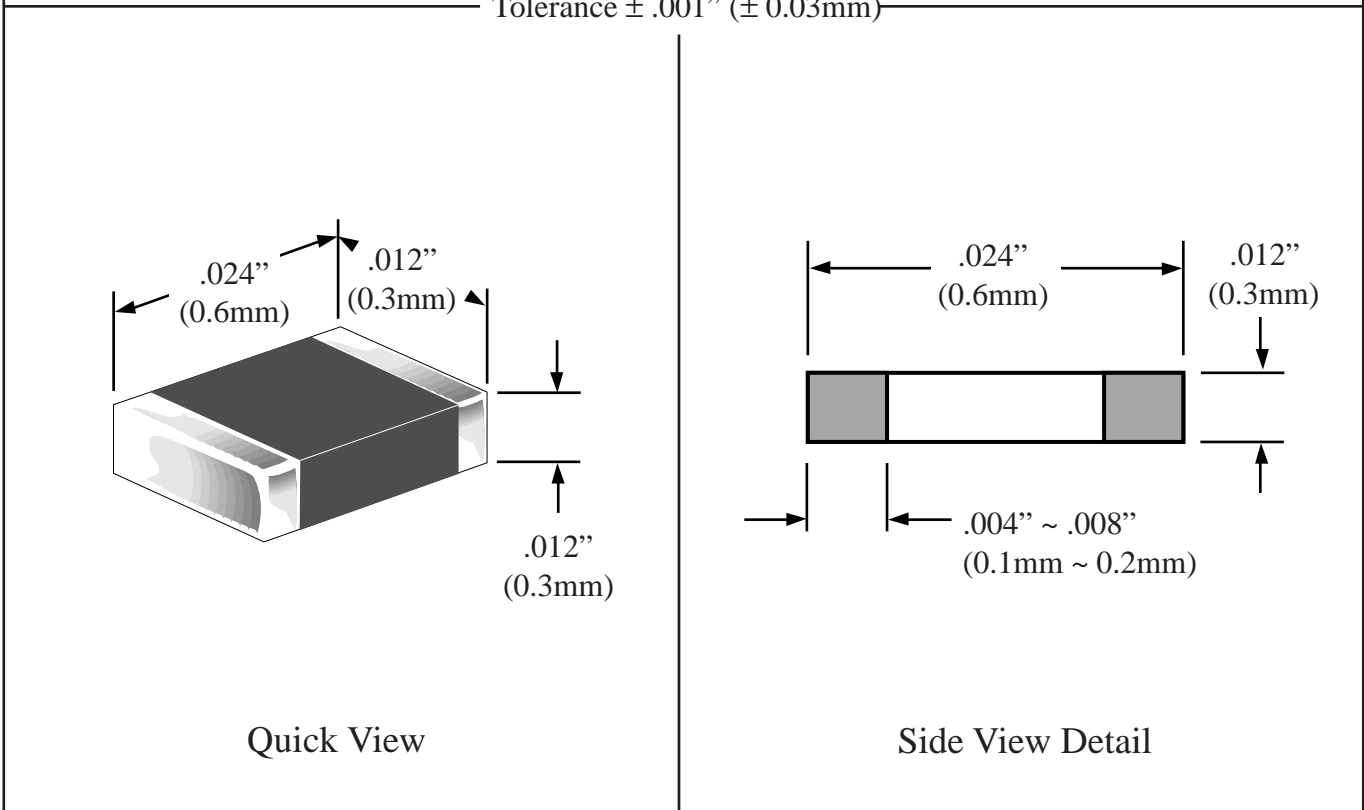 Tolerance ± .001” (± 0.03mm)
.024”
(0.6mm)
.012”
(0.3mm)
.012”
(0.3mm)
Quick View
.024”
(0.6mm)
.012”
(0.3mm)
.004” ~ .008”
(0.1mm ~ 0.2mm)
Side View Detail